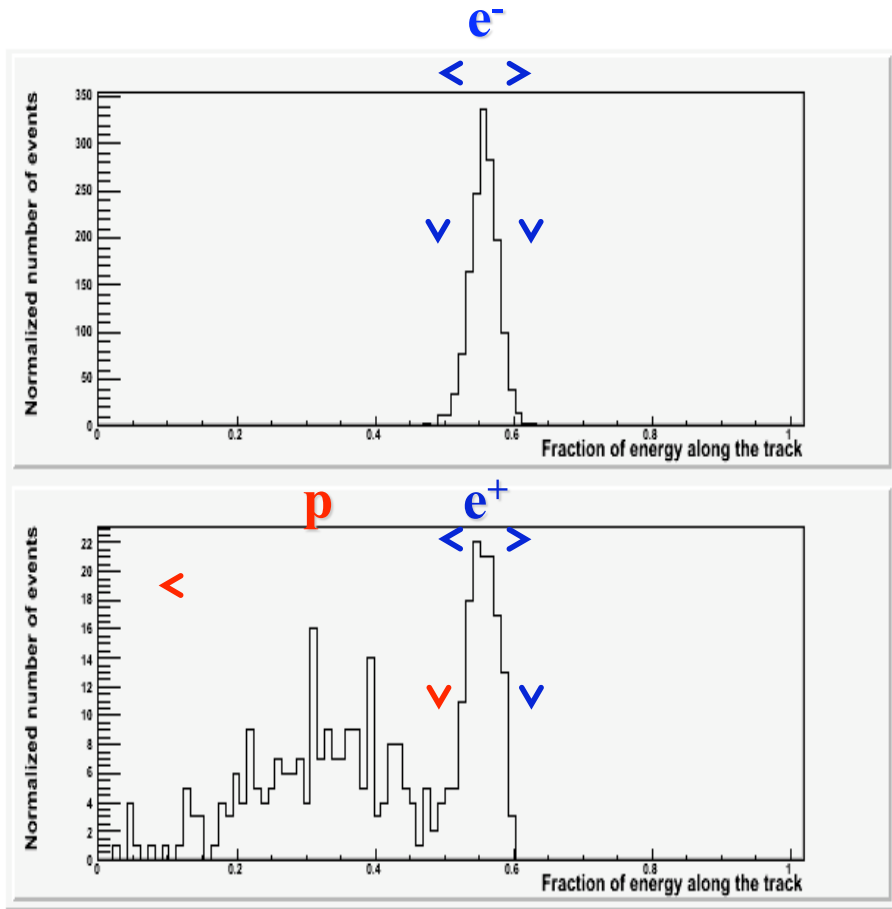 e-
Normalized number of events
350
300
250
200
150
100
50
0
0 0.2 0.4 0.6 0.8 1
Fraction of energy along the track
p e+
Normalized number of events
22
20
18
16
14
12
10
8
6
4
2
0
0 0.2 0.4 0.6 0.8 1
Fraction of energy along the track